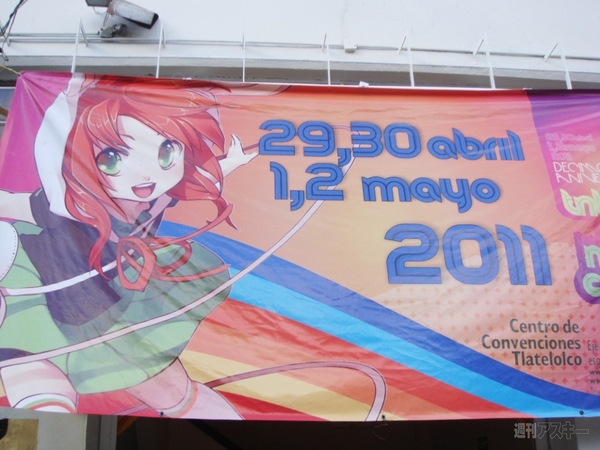 29,30 abril
1,2 mayo
2011
Centro de
Convenciones
Tlatelolco
週刊アスキー